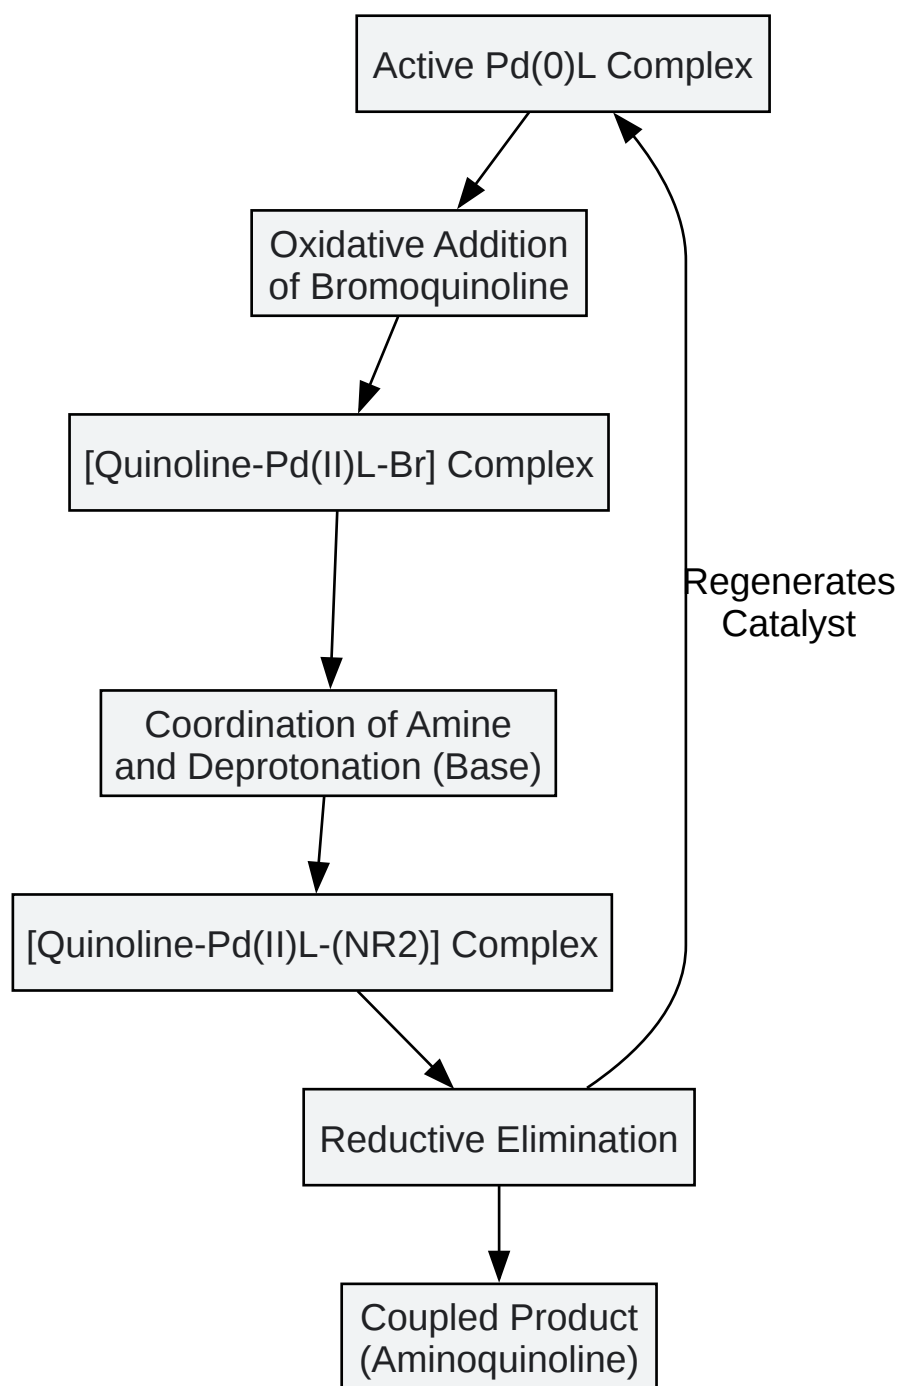 Active Pd(0)L Complex
Oxidative Addition
of Bromoquinoline
[Quinoline-Pd(II)L-Br] Complex
Regenerates
Catalyst
Coordination of Amine
and Deprotonation (Base)
[Quinoline-Pd(II)L-(NR2)] Complex
Reductive Elimination
Coupled Product
(Aminoquinoline)